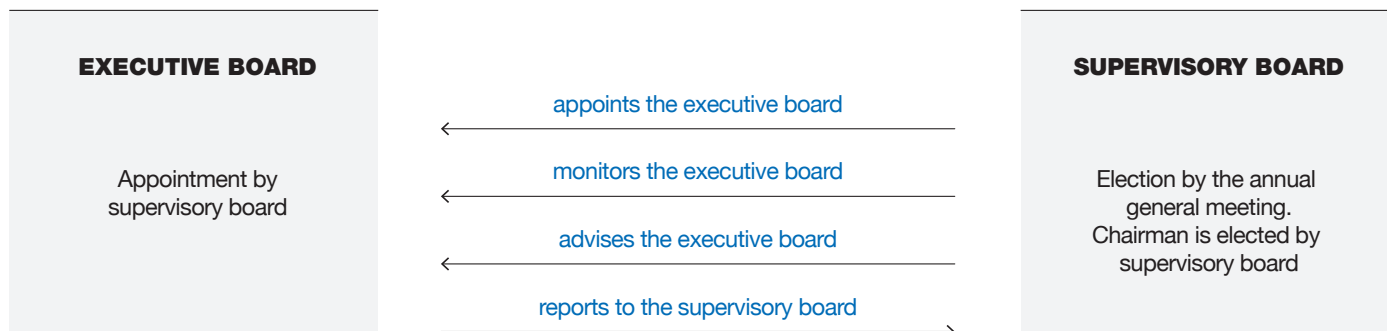 EXECUTIVE BOARD
Appointment by
supervisory board
appoints the executive board
monitors the executive board
advises the executive board
reports to the supervisory board
SUPERVISORY BOARD
Election by the annual
general meeting.
Chairman is elected by
supervisory board